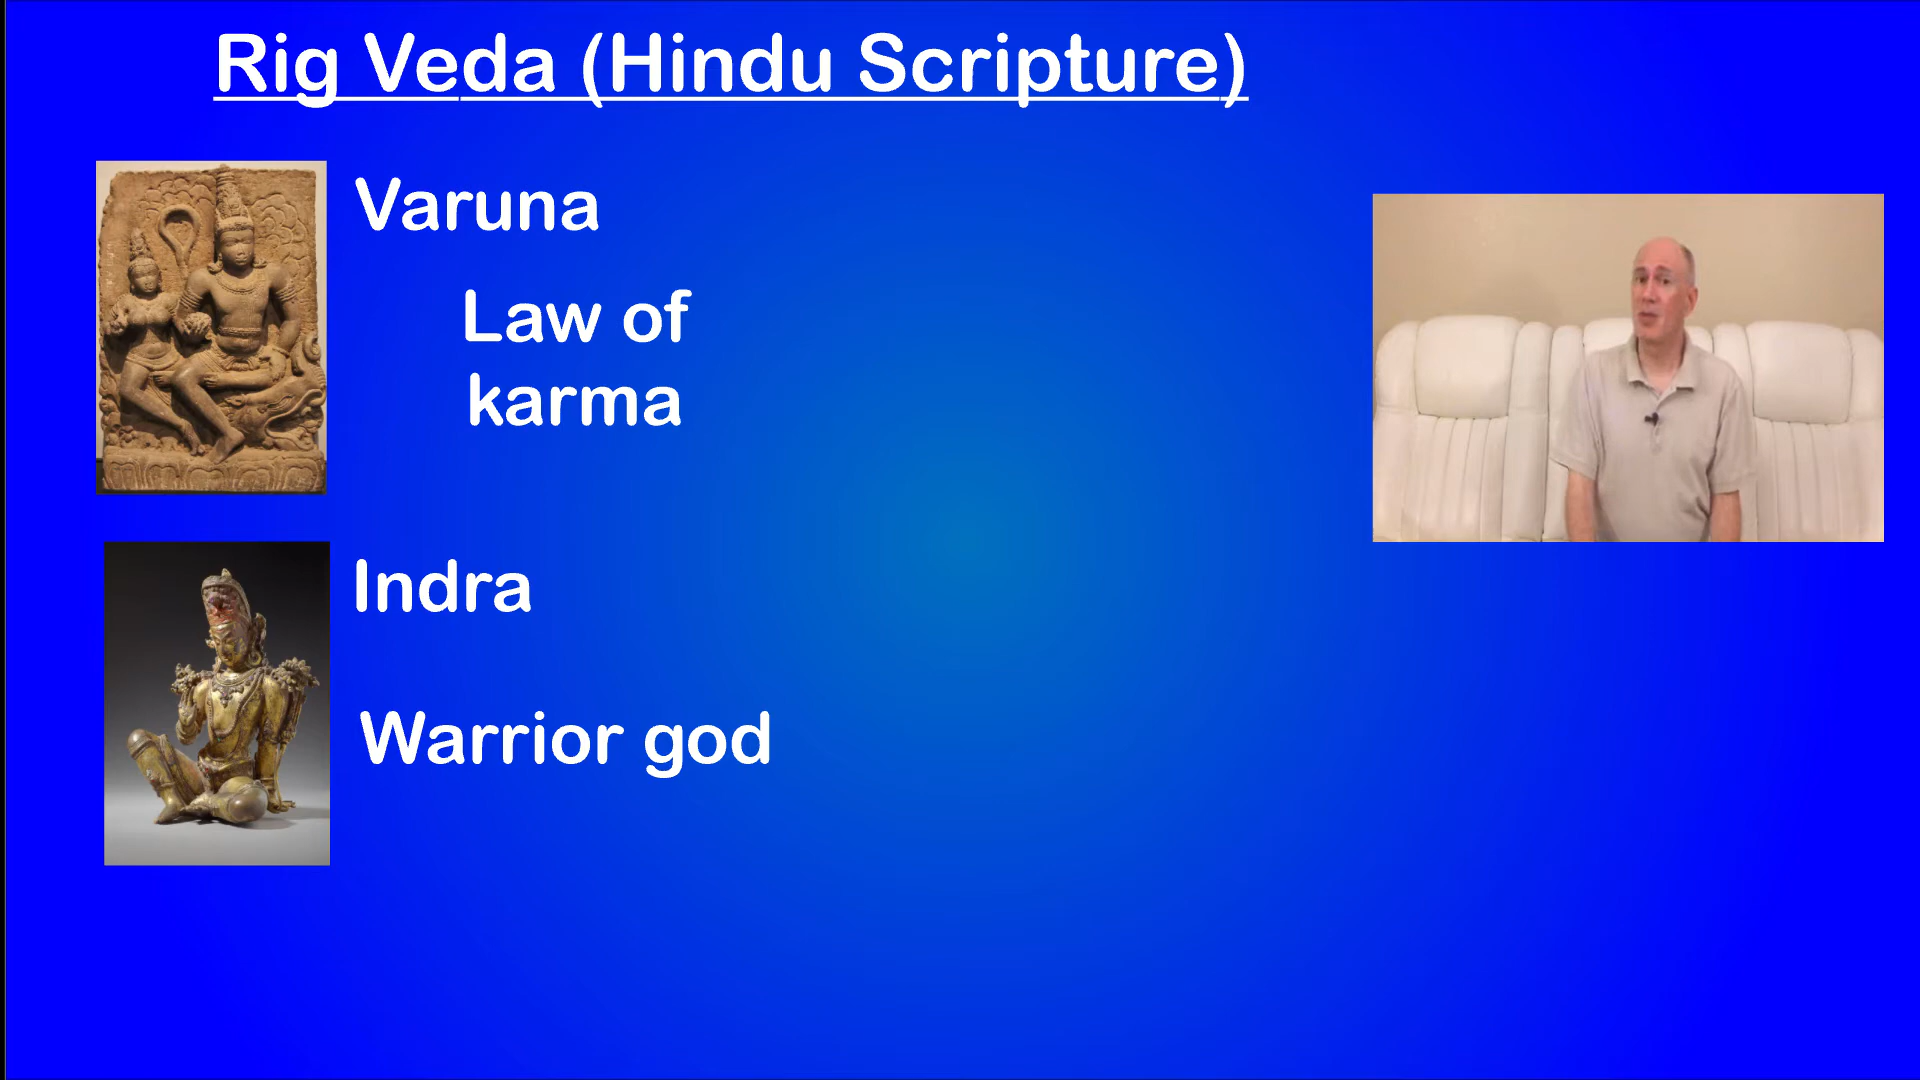 Rig Veda (Hindu Scripture)
Varuna
Law of
karma
Indra
Warrior god